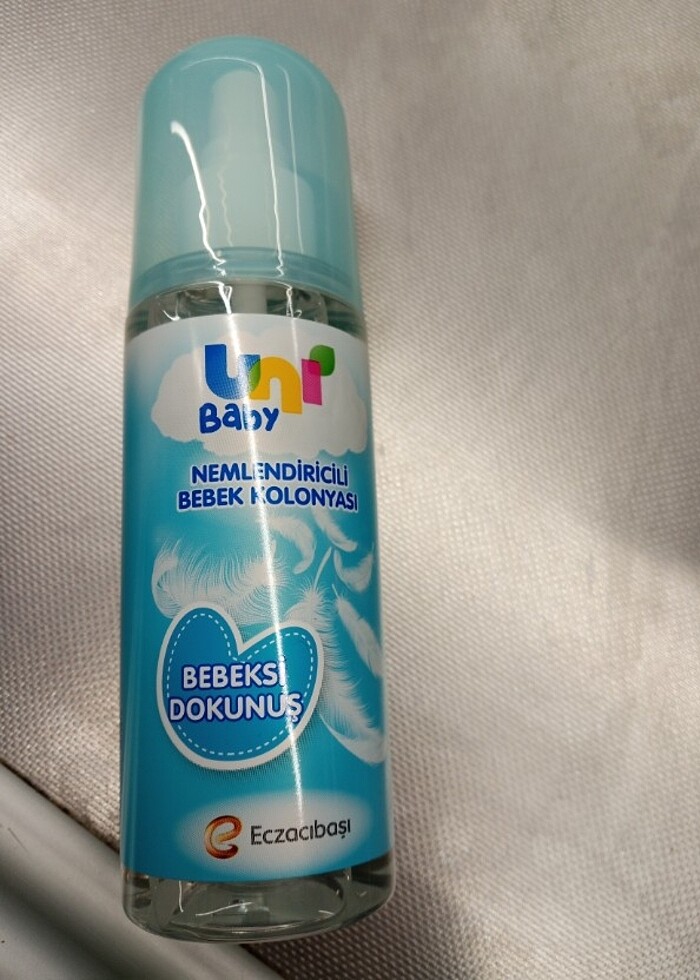 uni
Baby
NEMLENDİRİCİLİ
BEBEK KOLONYASI
BEBEKSİ
DOKUNUŞ
Eczacıbaşı